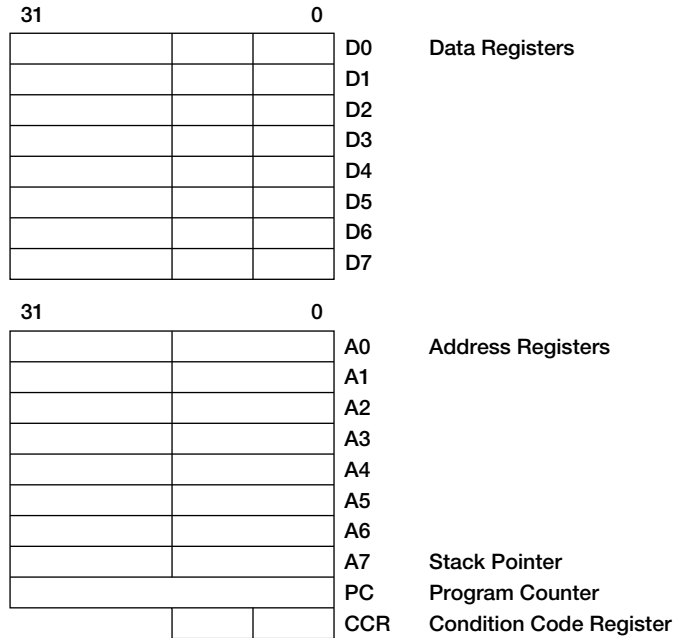 31 0
D0 Data Registers
D1
D2
D3
D4
D5
D6
D7
31 0
A0 Address Registers
A1
A2
A3
A4
A5
A6
A7 Stack Pointer
PC Program Counter
CCR Condition Code Register